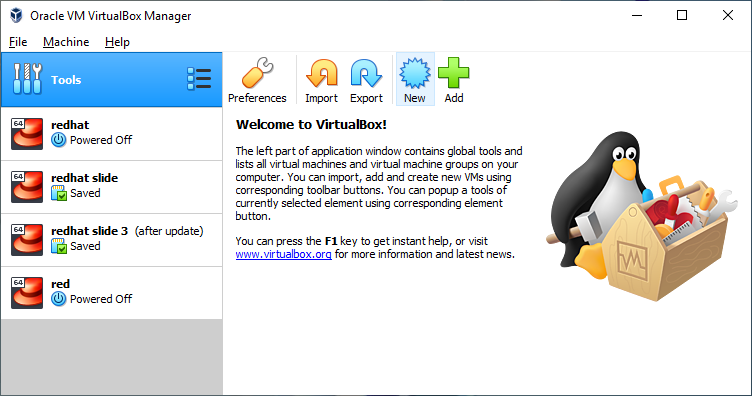 Oracle VM VirtualBox Manager
File Machine Help
Tools
Preferences Import Export New Add
64 redhat
Powered Off
64 redhat slide
Saved
64 redhat slide 3 (after update)
Saved
64 red
Powered Off
Welcome to VirtualBox!
The left part of application window contains global tools and
lists all virtual machines and virtual machine groups on your
computer. You can import, add and create new VMs using
corresponding toolbar buttons. You can popup a tools of
currently selected element using corresponding element
button.
You can press the F1 key to get instant help, or visit
www.virtualbox.org for more information and latest news.